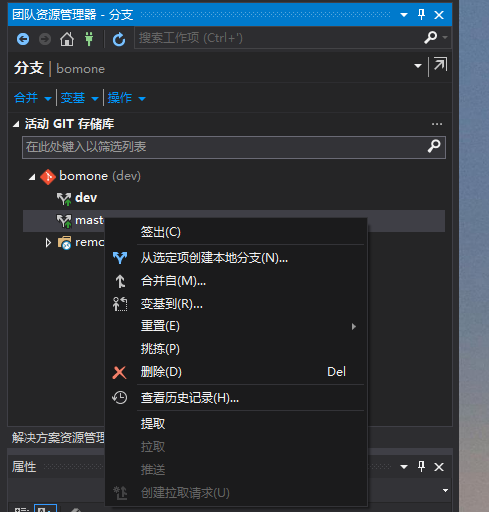 团队资源管理器 - 分支
搜索工作项 (Ctrl+')
分支 | bomone
合并 变基 操作
活动 GIT 存储库
在此处键入以筛选列表
bomone (dev)
dev
mast
remo
签出(C)
从选定项创建本地分支(N)...
合并自(M)...
变基到(R)...
重置(E)
挑拣(P)
删除(D) Del
查看历史记录(H)...
提取
拉取
推送
创建拉取请求(U)
解决方案资源管理
属性